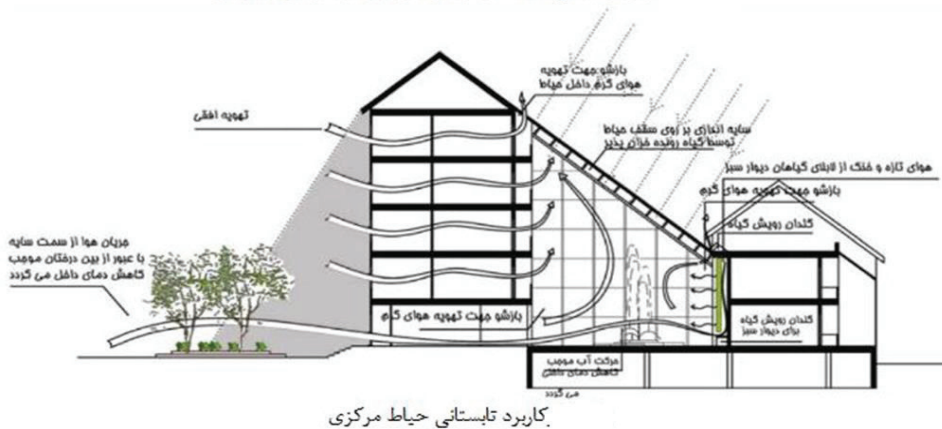 بازشو جهت تهویه
هوای گرم داخل حیاط
تهویه افقی
سایه اندازی بر روی سقف حیاط
توسط گیاه رونده خزان پذیر
هوای تازه و خنک از لابلای گیاهان دیوار سبز
بازشو جهت تهویه هوای گرم
گلدان رویش گیاه
جریان هوا از سمت سایه
با عبور از بین درختان موجب
کاهش دمای داخل می گردد
بازشو جهت تهویه هوای گرم
گلدان رویش گیاه
برای دیوار سبز
حرکت آب موجب
کاهش دمای داخلی
می گردد
کاربرد تابستانی حیاط مرکزی.